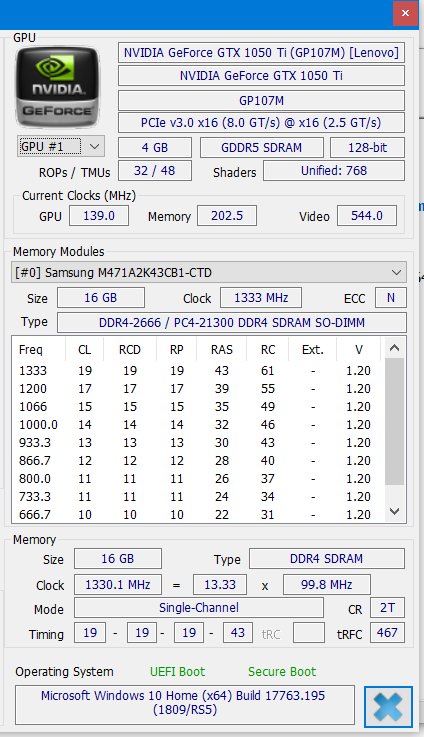 GPU
NVIDIA
GEFORCE
NVIDIA GeForce GTX 1050 Ti (GP107M) [Lenovo]
NVIDIA GeForce GTX 1050 Ti
GP107M
PCIe v3.0 x16 (8.0 GT/s) @ x16 (2.5 GT/s)
GPU #1 4 GB GDDR5 SDRAM 128-bit
ROPs / TMUs 32 / 48 Shaders Unified: 768
Current Clocks (MHz)
GPU 139.0 Memory 202.5 Video 544.0
Memory Modules
[#0] Samsung M471A2K43CB1-CTD
Size 16 GB Clock 1333 MHz ECC N
Type DDR4-2666 / PC4-21300 DDR4 SDRAM SO-DIMM
Freq CL RCD RP RAS RC Ext. V
1333 19 19 19 43 61 - 1.20
1200 17 17 17 39 55 - 1.20
1066 15 15 15 35 49 - 1.20
1000.0 14 14 14 32 46 - 1.20
933.3 13 13 13 30 43 - 1.20
866.7 12 12 12 28 40 - 1.20
800.0 11 11 11 26 37 - 1.20
733.3 11 11 11 24 34 - 1.20
666.7 10 10 10 22 31 - 1.20
Memory
Size 16 GB Type DDR4 SDRAM
Clock 1330.1 MHz = 13.33 x 99.8 MHz
Mode Single-Channel CR 2T
Timing 19 - 19 - 19 - 43 tRC tRFC 467
Operating System UEFI Boot Secure Boot
Microsoft Windows 10 Home (x64) Build 17763.195
(1809/RS5)